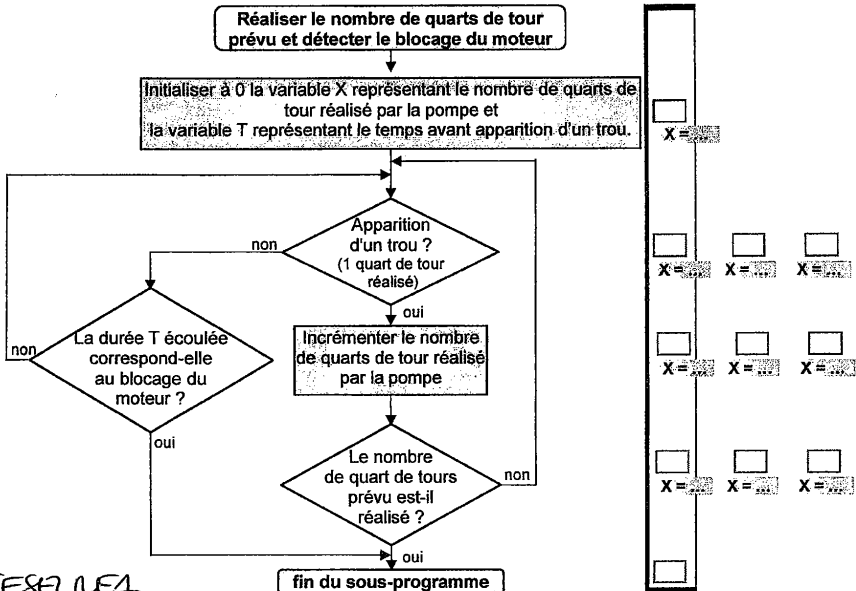 Réaliser le nombre de quarts de tour
prévu et détecter le blocage du moteur
Initialiser à 0 la variable X représentant le nombre de quarts de
tour réalisé par la pompe et
la variable T représentant le temps avant apparition d'un trou.
X = ...
Apparition
d'un trou ?
(1 quart de tour
réalisé)
non
oui
X = ... X = ... X = ...
La durée T écoulée
correspond-elle
au blocage du
moteur ?
non
oui
Incrémenter le nombre
de quarts de tour réalisé
par la pompe
X = ... X = ... X = ...
Le nombre
de quart de tours
prévu est-il
réalisé ?
non
oui
X = ... X = ... X = ...
fin du sous-programme